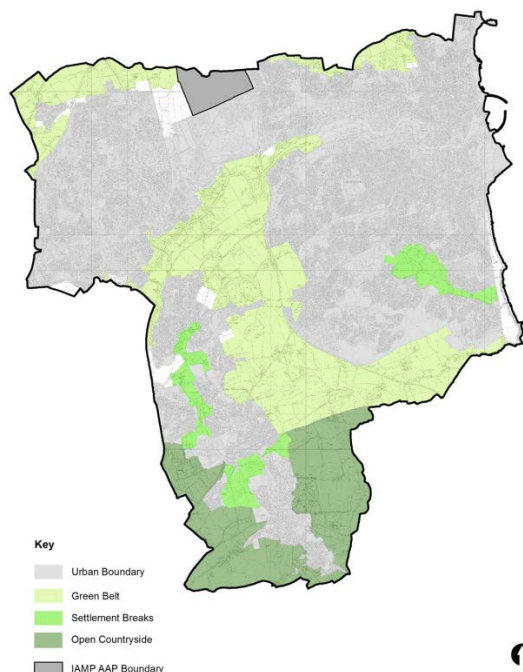 Key
Urban Boundary
Green Belt
Settlement Breaks
Open Countryside
IAMP AAP Boundary